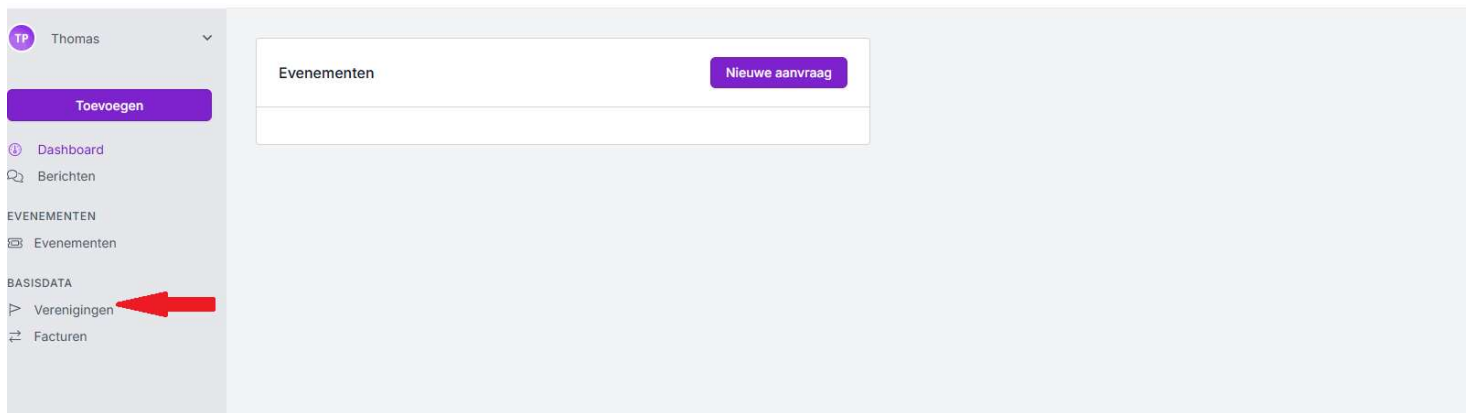 TP Thomas
Toevoegen
Dashboard
Berichten
EVENEMENTEN
Evenementen
BASISDATA
Verenigingen
Facturen
Evenementen
Nieuwe aanvraag